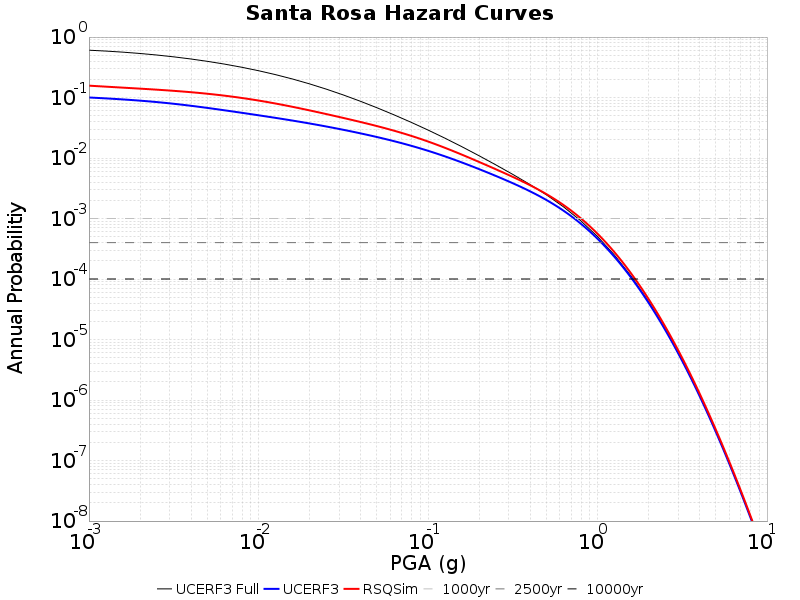 Santa Rosa Hazard Curves
10^0
10^-1
10^-2
10^-3
10^-4
10^-5
10^-6
10^-7
10^-8
Annual Probabilitiy
10^-3 10^-2 10^-1 10^0 10^1
PGA (g)
UCERF3 Full UCERF3 RSQSim 1000yr 2500yr 10000yr